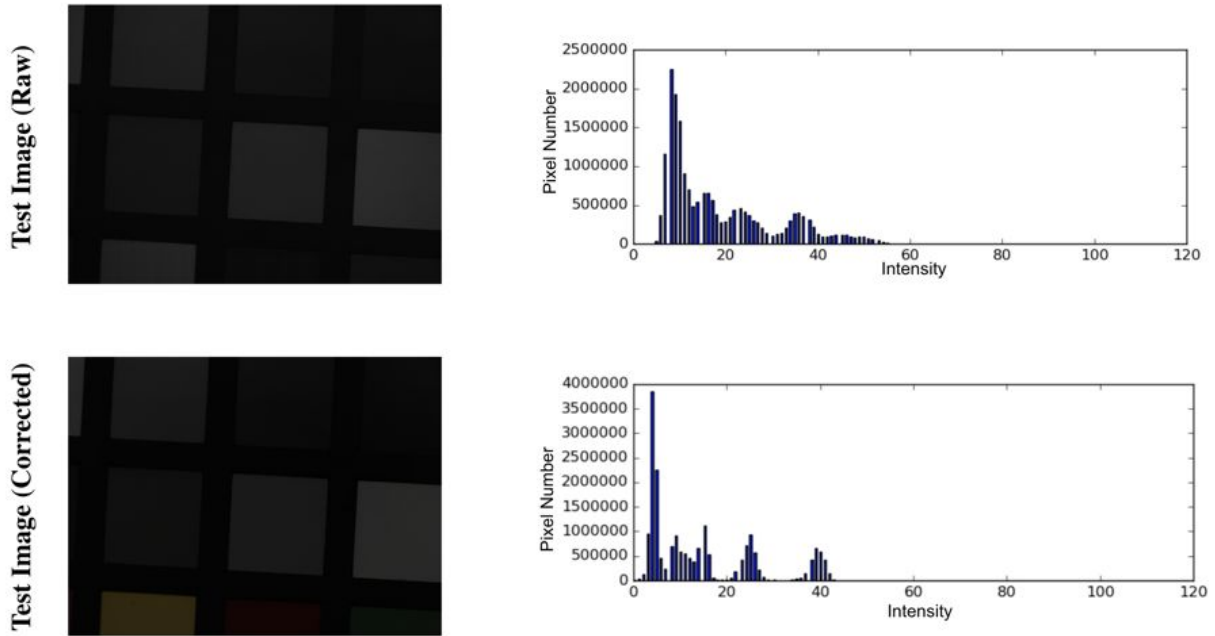 Test Image (Raw)
2500000
2000000
1500000
1000000
500000
0
Pixel Number
0 20 40 60 80 100 120
Intensity
Test Image (Corrected)
4000000
3500000
3000000
2500000
2000000
1500000
1000000
500000
0
Pixel Number
0 20 40 60 80 100 120
Intensity